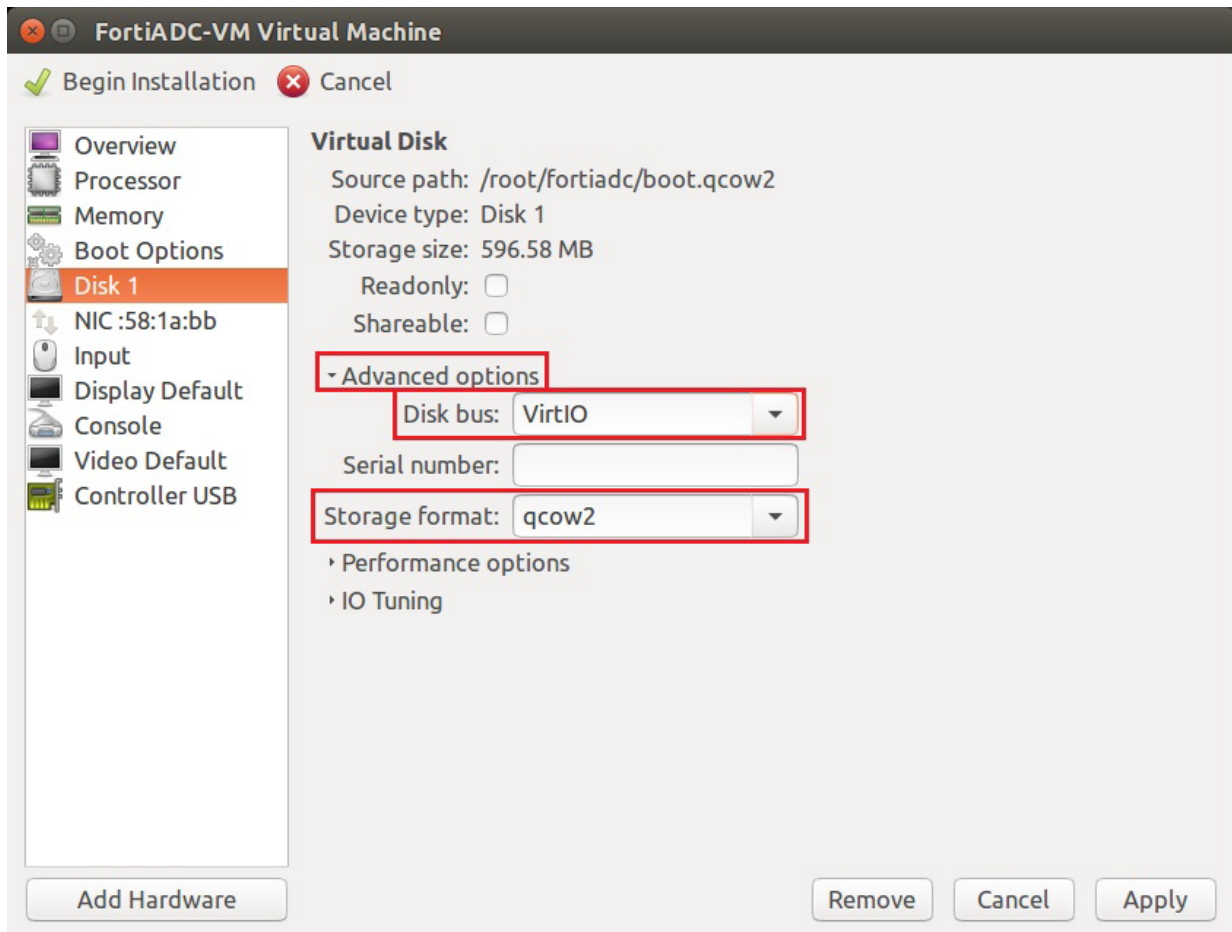 FortiADC-VM Virtual Machine
Begin Installation Cancel
Overview
Processor
Memory
Boot Options
Disk 1
NIC :58:1a:bb
Input
Display Default
Console
Video Default
Controller USB
Add Hardware
Virtual Disk
Source path: /root/fortiadc/boot.qcow2
Device type: Disk 1
Storage size: 596.58 MB
Readonly:
Shareable:
Advanced options
Disk bus: VirtIO
Serial number:
Storage format: qcow2
Performance options
IO Tuning
Remove Cancel Apply